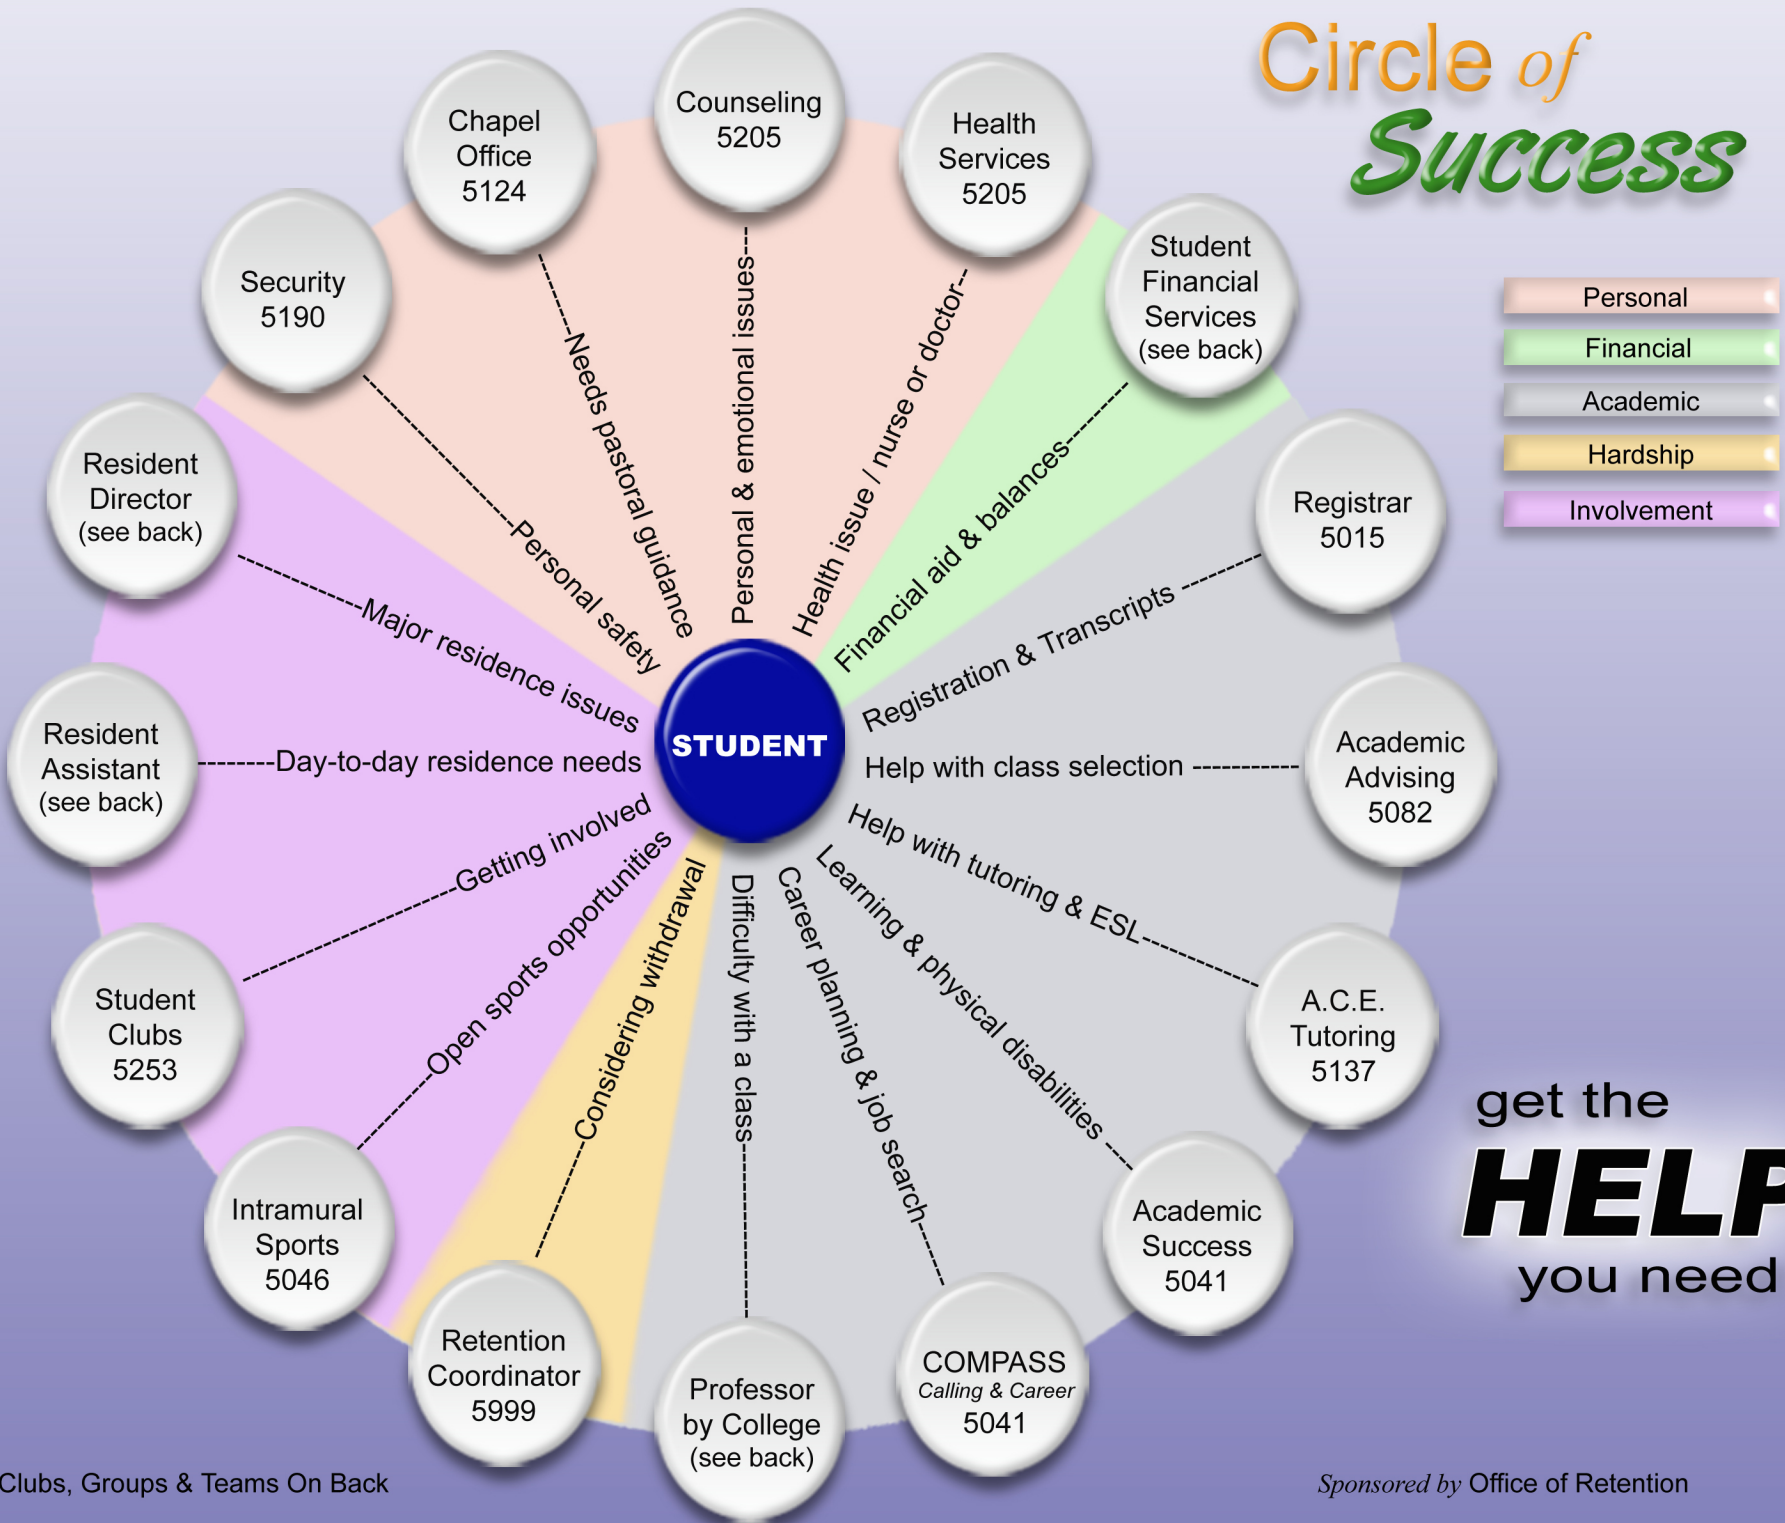 Circle of
Success
Counseling
5205
Health
Services
5205
Student
Financial
Services
(see back)
Registrar
5015
Academic
Advising
5082
A.C.E.
Tutoring
5137
Academic
Success
5041
COMPASS
Calling & Career
5041
Professor
by College
(see back)
Retention
Coordinator
5999
Intramural
Sports
5046
Student
Clubs
5253
Resident
Assistant
(see back)
Resident
Director
(see back)
Security
5190
Chapel
Office
5124
Personal & emotional issues
Health issue / nurse or doctor
Financial aid & balances
Registration & Transcripts
Help with class selection
Help with tutoring & ESL
Learning & physical disabilities
Career planning & job search
Difficulty with a class
Considering withdrawal
Open sports opportunities
Getting involved
Day-to-day residence needs
Major residence issues
Personal safety
Needs pastoral guidance
STUDENT
Personal
Financial
Academic
Hardship
Involvement
get the
HELP
you need
Clubs, Groups & Teams On Back
Sponsored by Office of Retention